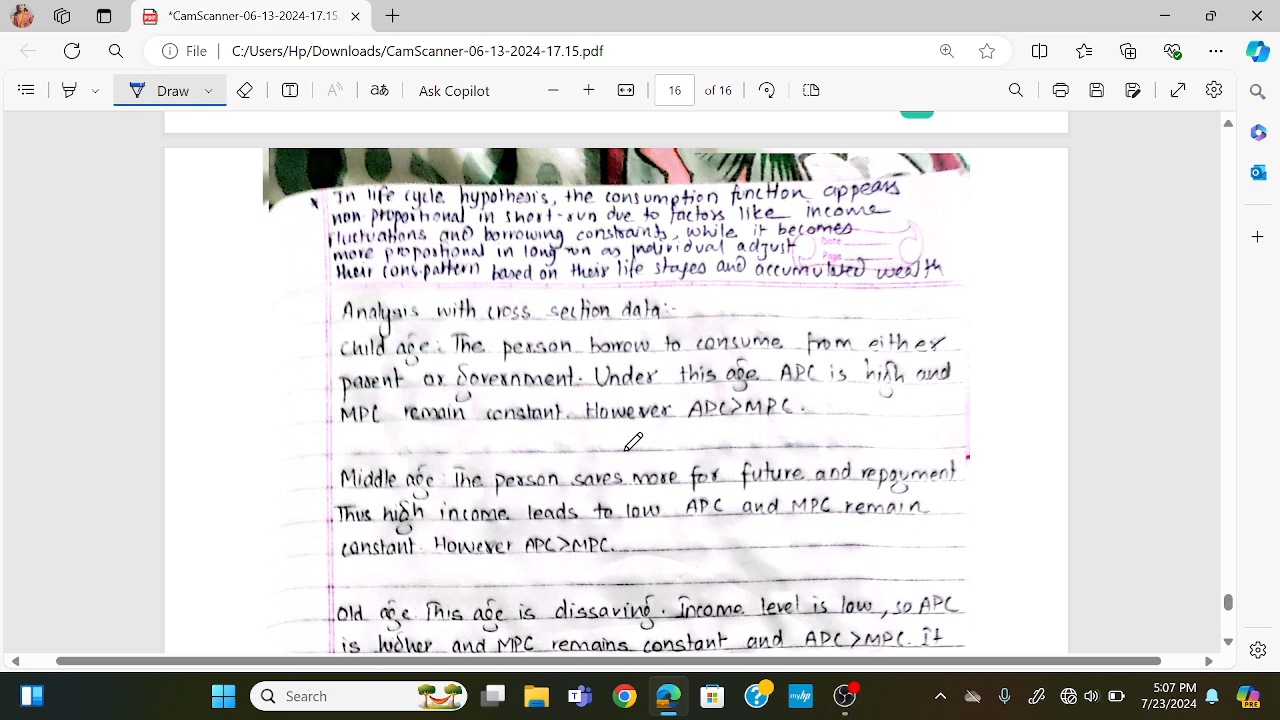 *CamScanner-06-13-2024-17.15.
File C:/Users/Hp/Downloads/CamScanner-06-13-2024-17.15.pdf
Draw Ask Copilot 16 of 16
In life cycle hypothesis, the consumption function appears
non propoitional in short-run due to factors like income
fluctuations and borrowing constraints, while it becomes
more propostional in long run as individual adjust
Date
their cons.pattern based on their life stages and accumulated wealth
Page
Analysis with cross section data:-
Child age: The person borrow to consume from either
parent or Government. Under this age APC is high and
MPC remain constant. However APC>MPC.
Middle age: The person saves more for future and repayment
Thus high income leads to low APC and MPC remain
constant. However APC>MPC.
Old age This age is dissaving. Income level is low, so APC
is higher and MPC remains constant and APC>MPC. It
Search
5:07 PM
7/23/2024